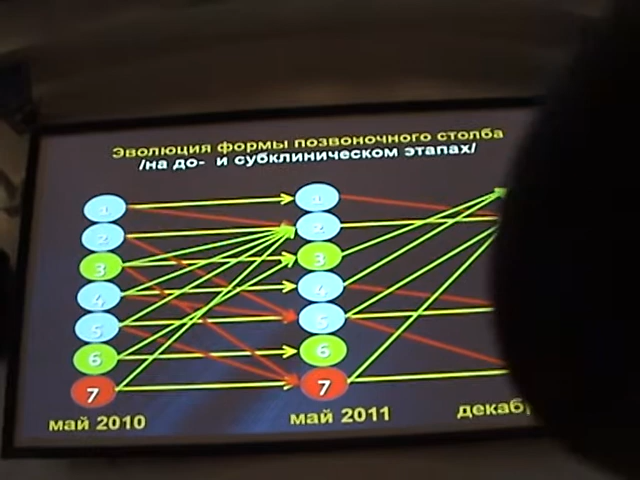 Эволюция формы позвоночного столба
/на до- и субклиническом этапах/
1 1
2 2
3 3
4 4
5 5
6 6
7 7
май 2010 май 2011